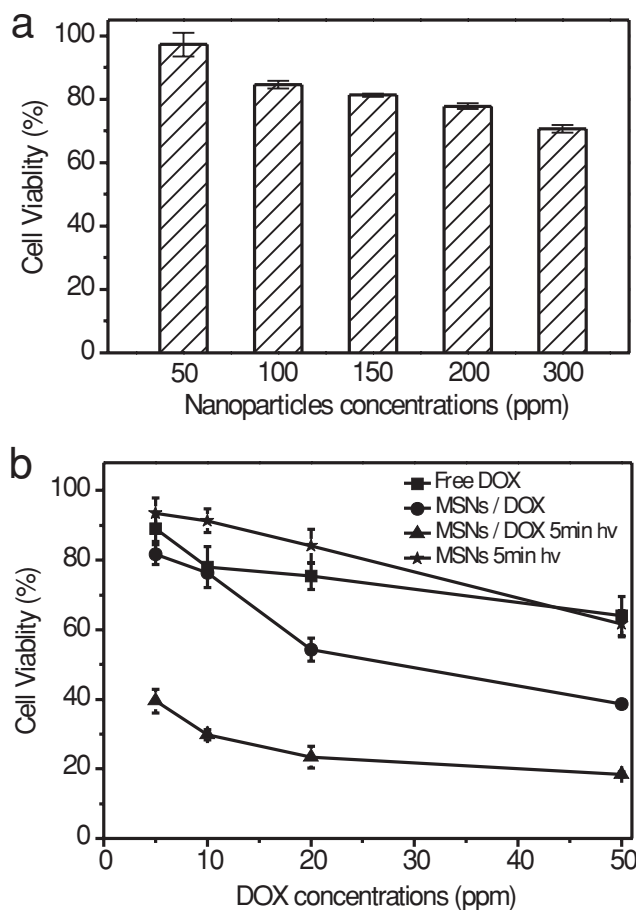 a
Cell Viablity (%)
100
80
60
40
20
0
50 100 150 200 300
Nanoparticles concentrations (ppm)
b
Cell Viablity (%)
100
80
60
40
20
0
Free DOX
MSNs / DOX
MSNs / DOX 5min hv
MSNs 5min hv
0 10 20 30 40 50
DOX concentrations (ppm)